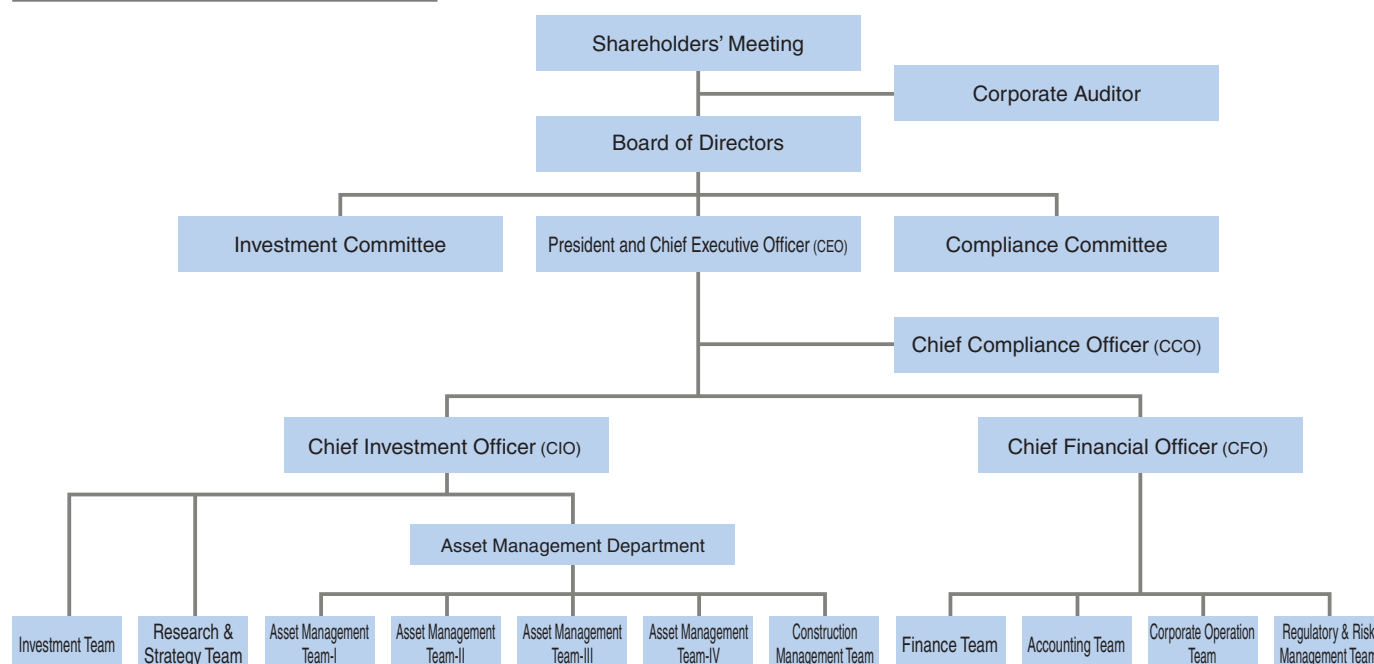 Shareholders’ Meeting
Corporate Auditor
Board of Directors
Investment Committee
President and Chief Executive Officer (CEO)
Compliance Committee
Chief Compliance Officer (CCO)
Chief Investment Officer (CIO)
Chief Financial Officer (CFO)
Asset Management Department
Investment Team
Research &
Strategy Team
Asset Management
Team-I
Asset Management
Team-II
Asset Management
Team-III
Asset Management
Team-IV
Construction
Management Team
Finance Team
Accounting Team
Corporate Operation
Team
Regulatory & Risk
Management Team